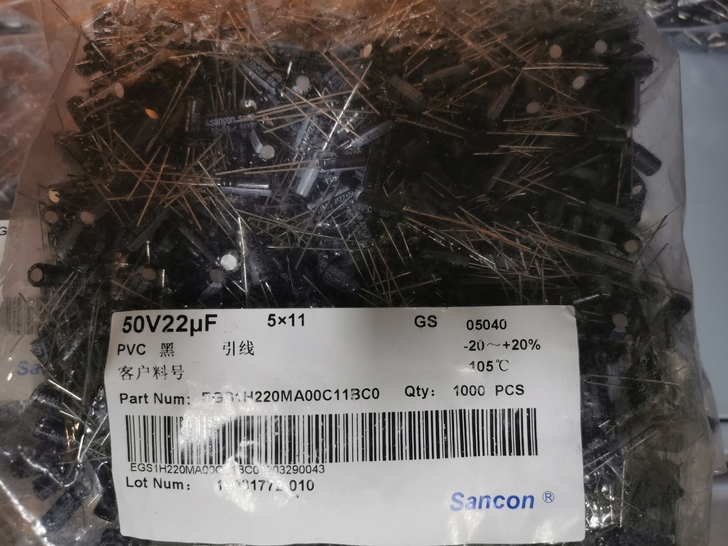 50V22μF 5×11 GS 05040
PVC 黑 引线 -20～+20%
客户料号 105℃
Part Num: EGS1H220MA00C11BC0 Qty: 1000 PCS
Lot Num:
Sancon ®